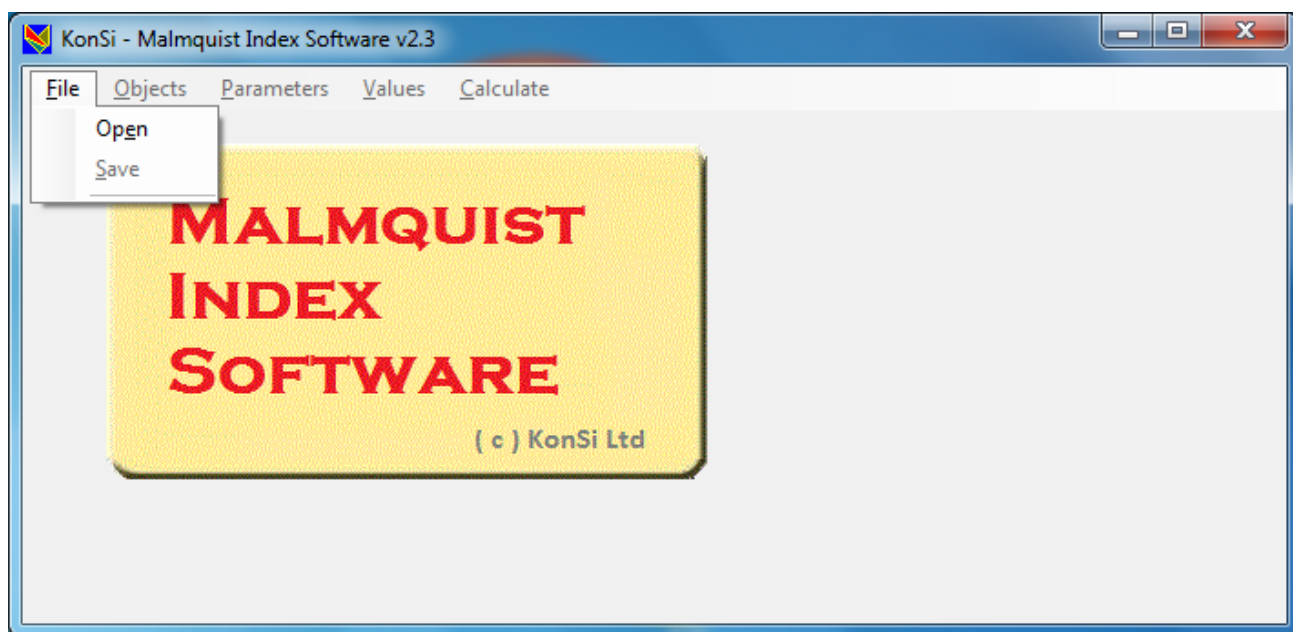 KonSi - Malmquist Index Software v2.3
File Objects Parameters Values Calculate
Open
Save
MALMQUIST
INDEX
SOFTWARE
( c ) KonSi Ltd